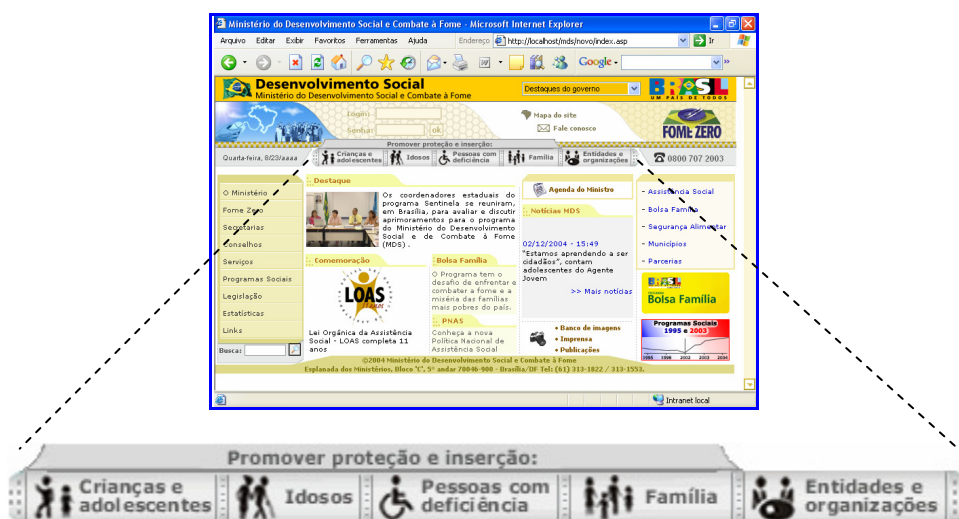 Ministério do Desenvolvimento Social e Combate à Fome - Microsoft Internet Explorer
Arquivo Editar Exibir Favoritos Ferramentas Ajuda Endereço http://localhost/mds/novo/index.asp Ir
Google
Desenvolvimento Social
Ministério do Desenvolvimento Social e Combate à Fome
Destaques do governo
BRASIL
UM PAÍS DE TODOS
Login:
Senha: ok
Mapa do site
Fale conosco
FOME ZERO
Promover proteção e inserção:
Quarta-feira, 8/23/aaaa
Crianças e adolescentes
Idosos
Pessoas com deficiência
Família
Entidades e organizações
0800 707 2003
O Ministério
Fome Zero
Secretarias
Conselhos
Serviços
Programas Sociais
Legislação
Estatísticas
Links
Busca:
Destaque
Os coordenadores estaduais do
programa Sentinela se reuniram,
em Brasília, para avaliar e discutir
aprimoramentos para o programa
do Ministério do Desenvolvimento
Social e de Combate à Fome
(MDS) .
Comemoração
LOAS
11 anos
Lei Orgânica da Assistência
Social - LOAS completa 11
anos
Bolsa Família
O Programa tem o
desafio de enfrentar e
combater a fome e a
miséria das famílias
mais pobres do país.
PNAS
Conheça a nova
Política Nacional de
Assistência Social
Agenda do Ministro
Notícias MDS
02/12/2004 - 15:49
"Estamos aprendendo a ser
cidadãos", contam
adolescentes do Agente
Jovem
>> Mais notícias
• Banco de imagens
• Imprensa
• Publicações
- Assistência Social
- Bolsa Família
- Segurança Alimentar
- Municípios
- Parcerias
Bolsa Família
Programas Sociais
1995 e 2003
1995 1998 2002 2003 2004
©2004 Ministério do Desenvolvimento Social e Combate à Fome
Esplanada dos Ministérios, Bloco 'C', 5º andar 70046-900 - Brasília/DF Tel: (61) 313-1822 / 313-1553.
Intranet local
Promover proteção e inserção:
Crianças e
adolescentes
Idosos
Pessoas com
deficiência
Família
Entidades e
organizações